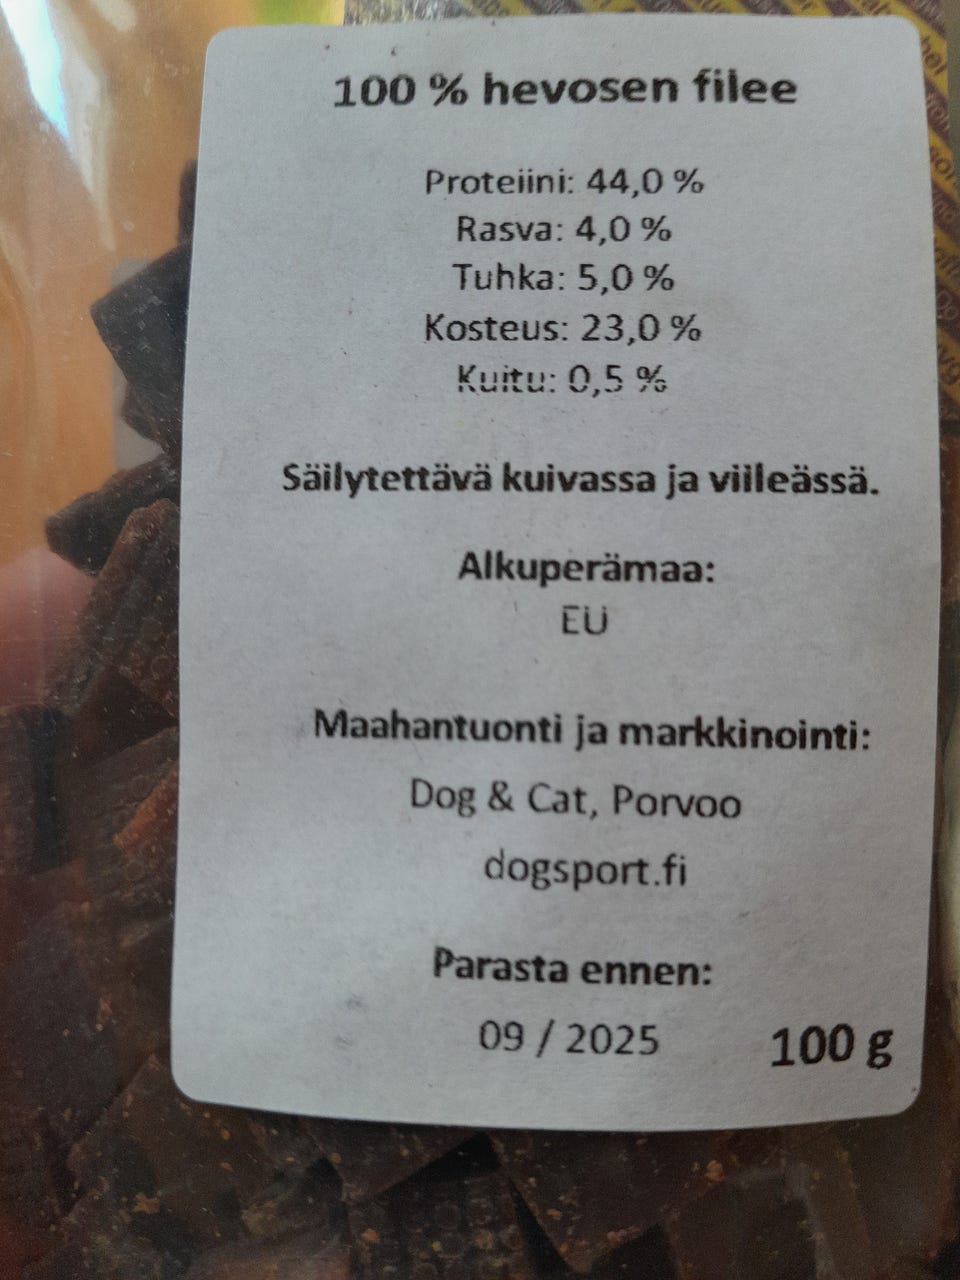 100 % hevosen filee
Proteiini: 44,0 %
Rasva: 4,0 %
Tuhka: 5,0 %
Kosteus: 23,0 %
Kuitu: 0,5 %
Säilytettävä kuivassa ja viileässä.
Alkuperämaa:
EU
Maahantuonti ja markkinointi:
Dog & Cat, Porvoo
dogsport.fi
Parasta ennen:
09 / 2025
100 g